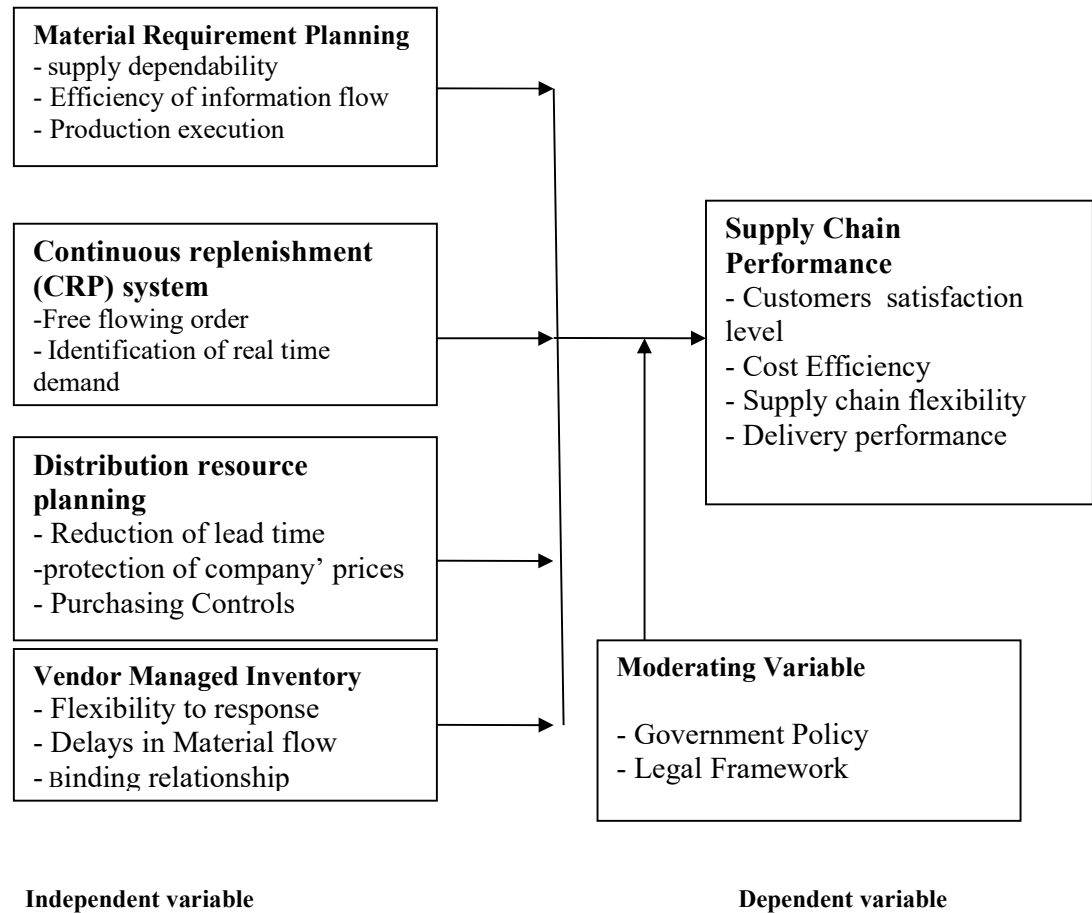 Material Requirement Planning
- supply dependability
- Efficiency of information flow
- Production execution
Continuous replenishment
(CRP) system
-Free flowing order
- Identification of real time
demand
Distribution resource
planning
- Reduction of lead time
-protection of company’ prices
- Purchasing Controls
Vendor Managed Inventory
- Flexibility to response
- Delays in Material flow
- Binding relationship
Supply Chain
Performance
- Customers satisfaction
level
- Cost Efficiency
- Supply chain flexibility
- Delivery performance
Moderating Variable
- Government Policy
- Legal Framework
Independent variable
Dependent variable